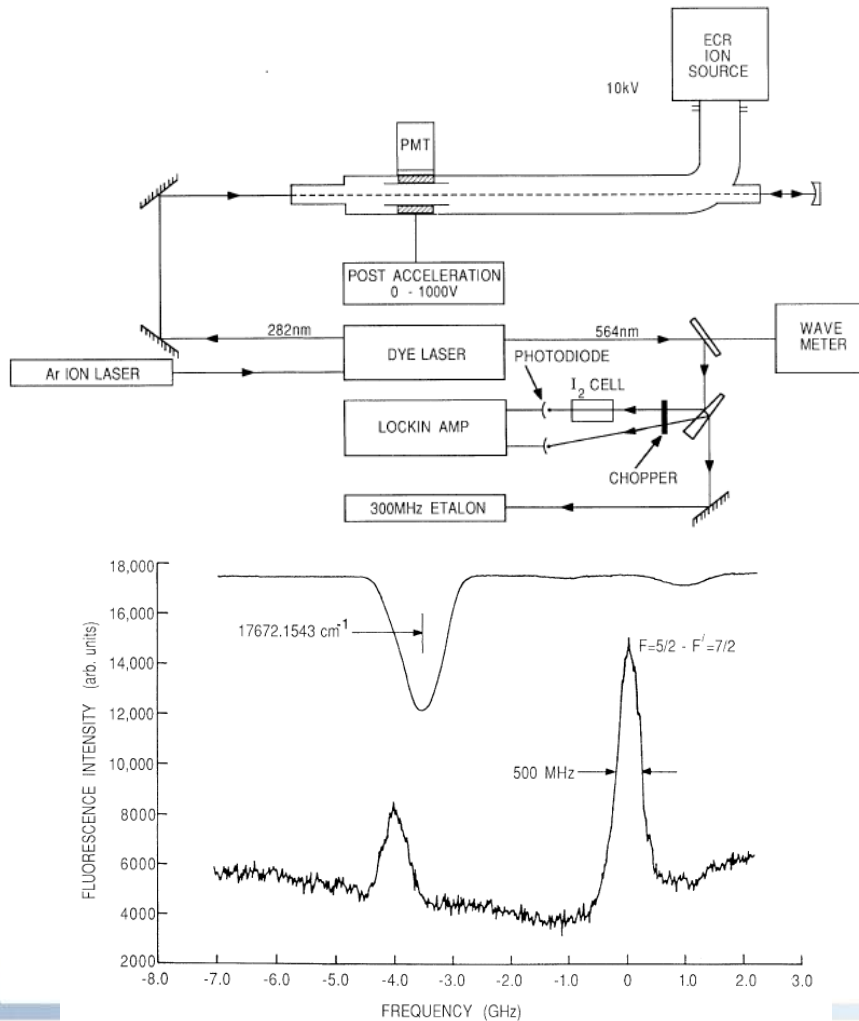 ECR
ION
SOURCE
10kV
PMT
POST ACCELERATION
0 - 1000V
282nm
564nm
DYE LASER
WAVE
METER
Ar ION LASER
PHOTODIODE
I₂ CELL
LOCKIN AMP
CHOPPER
300MHz ETALON
18,000
16,000
14,000
12,000
10,000
8000
6000
4000
2000
FLUORESCENCE INTENSITY (arb. units)
17672.1543 cm⁻¹
F=5/2 - F′=7/2
500 MHz
-8.0 -7.0 -6.0 -5.0 -4.0 -3.0 -2.0 -1.0 0 1.0 2.0 3.0
FREQUENCY (GHz)